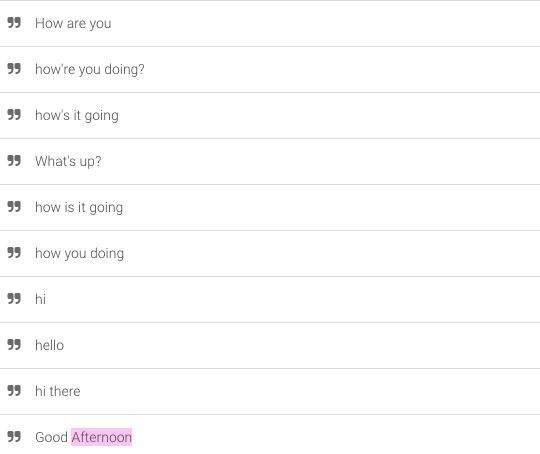 How are you
how're you doing?
how's it going
What's up?
how is it going
how you doing
hi
hello
hi there
Good Afternoon